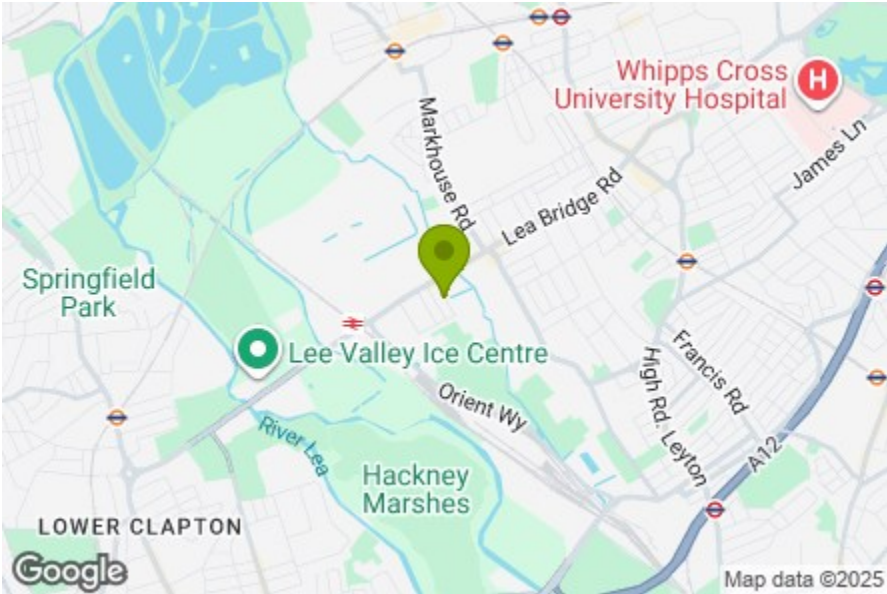 Whipps Cross
University Hospital
H
James Ln
Markhouse Rd
Lea Bridge Rd
Springfield
Park
Lee Valley Ice Centre
Orient Wy
Francis Rd
High Rd. Leyton
River Lea
A12
Hackney
Marshes
LOWER CLAPTON
Google
Map data ©2025